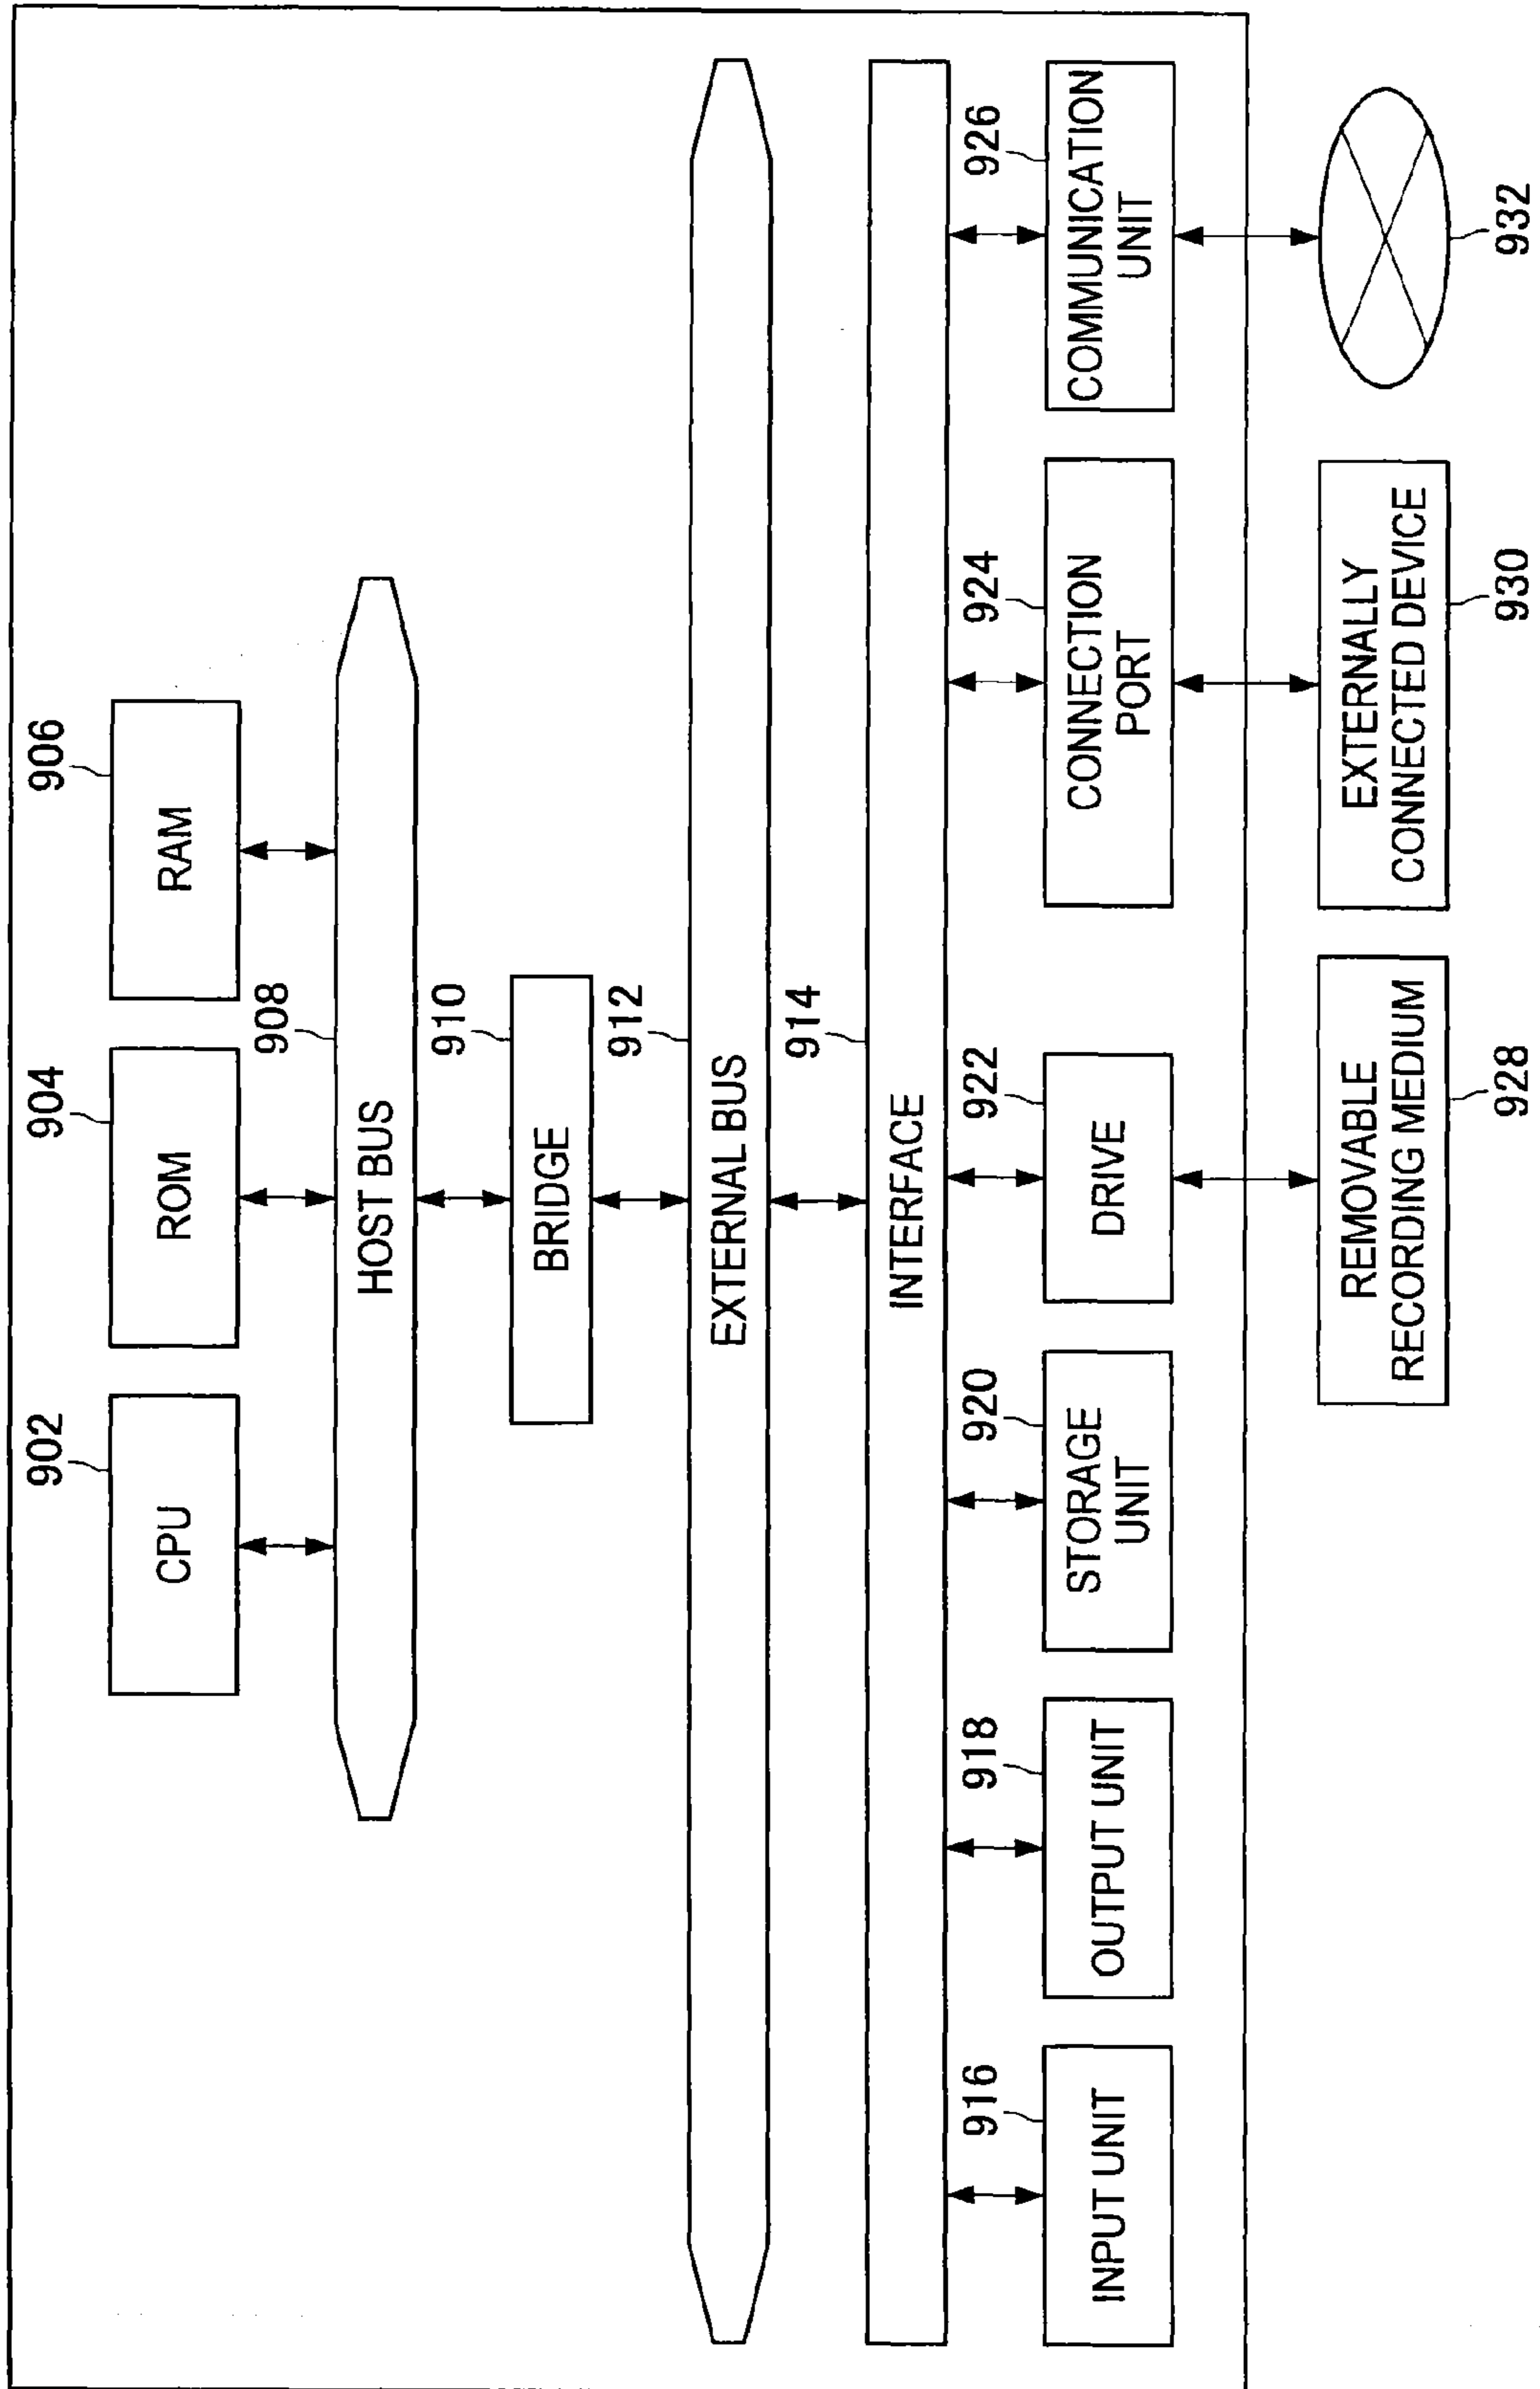 902
904
906
CPU
ROM
RAM
908
HOST BUS
910
BRIDGE
912
EXTERNAL BUS
914
INTERFACE
916
918
920
922
924
926
INPUT UNIT
OUTPUT UNIT
STORAGE
UNIT
DRIVE
CONNECTION
PORT
COMMUNICATION
UNIT
REMOVABLE
RECORDING MEDIUM
EXTERNALLY
CONNECTED DEVICE
928
930
932